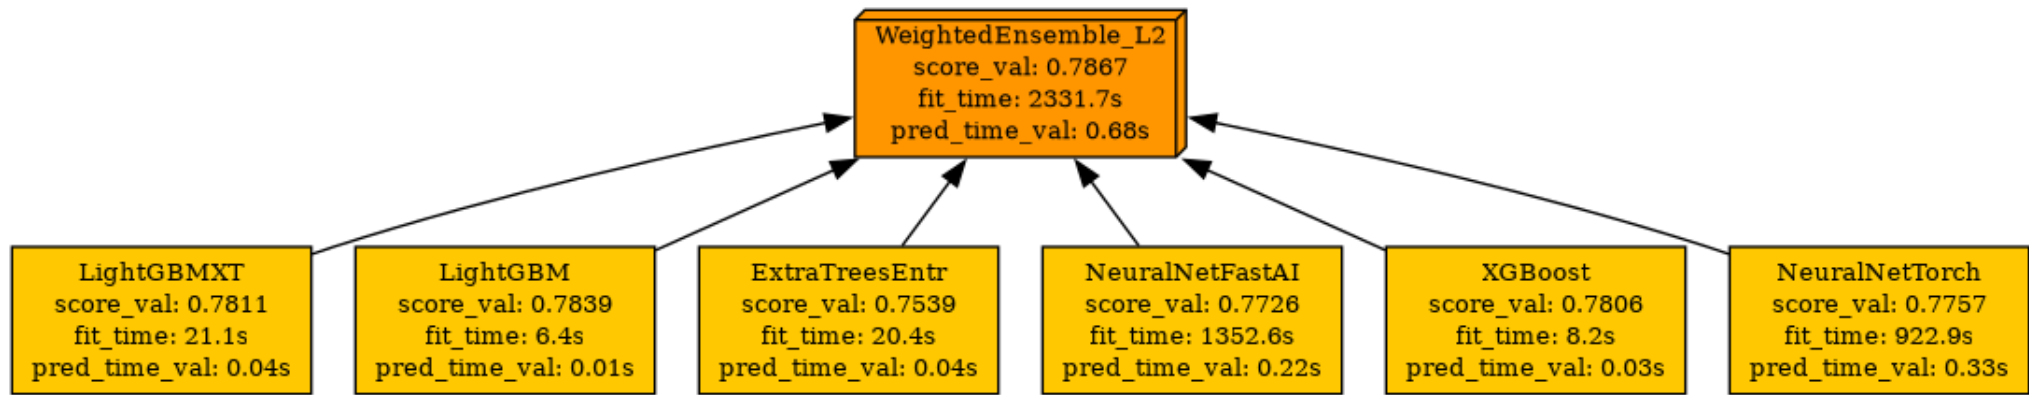 WeightedEnsemble_L2
score_val: 0.7867
fit_time: 2331.7s
pred_time_val: 0.68s
LightGBMXT
score_val: 0.7811
fit_time: 21.1s
pred_time_val: 0.04s
LightGBM
score_val: 0.7839
fit_time: 6.4s
pred_time_val: 0.01s
ExtraTreesEntr
score_val: 0.7539
fit_time: 20.4s
pred_time_val: 0.04s
NeuralNetFastAI
score_val: 0.7726
fit_time: 1352.6s
pred_time_val: 0.22s
XGBoost
score_val: 0.7806
fit_time: 8.2s
pred_time_val: 0.03s
NeuralNetTorch
score_val: 0.7757
fit_time: 922.9s
pred_time_val: 0.33s